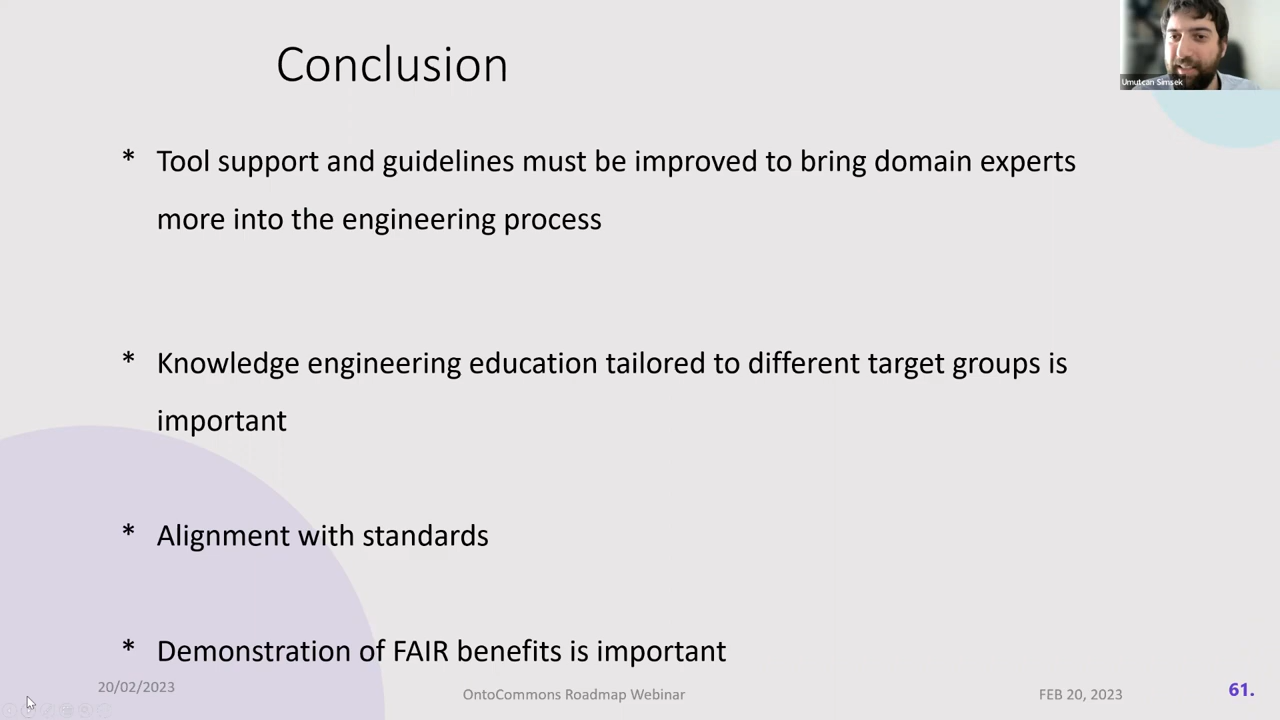 Conclusion
Umutcan Simsek
* Tool support and guidelines must be improved to bring domain experts
more into the engineering process
* Knowledge engineering education tailored to different target groups is
important
* Alignment with standards
* Demonstration of FAIR benefits is important
20/02/2023
OntoCommons Roadmap Webinar
FEB 20, 2023
61.